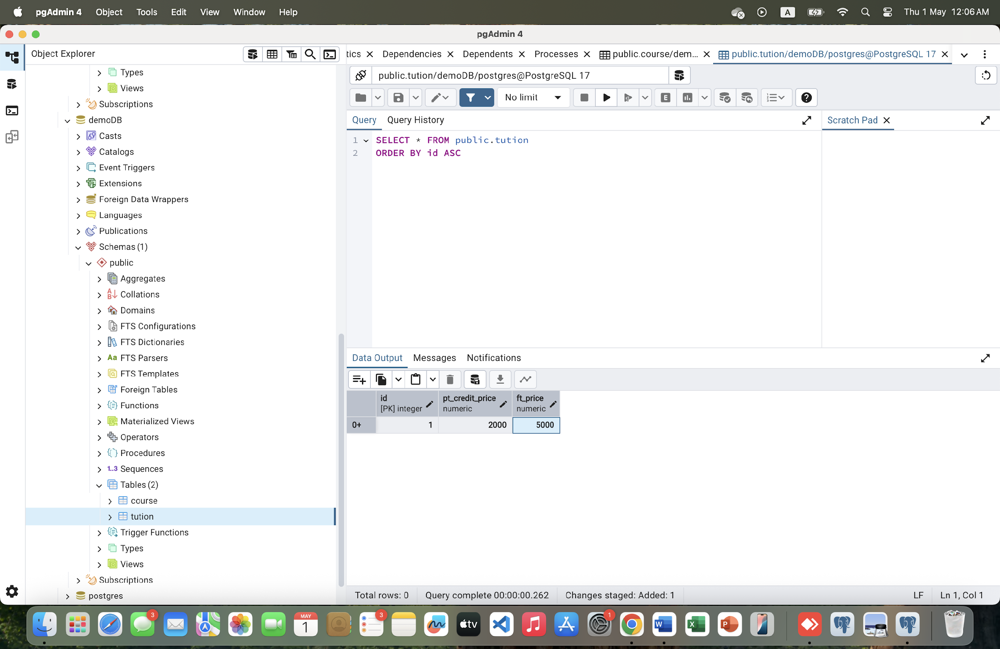 pgAdmin 4 Object Tools Edit View Window Help
A
Thu 1 May 12:06 AM
pgAdmin 4
Object Explorer
tics Dependencies Dependents Processes public.course/dem... public.tution/demoDB/postgres@PostgreSQL 17
Types
Views
Subscriptions
demoDB
Casts
Catalogs
Event Triggers
Extensions
Foreign Data Wrappers
Languages
Publications
Schemas (1)
public
Aggregates
Collations
Domains
FTS Configurations
FTS Dictionaries
Aa FTS Parsers
FTS Templates
Foreign Tables
Functions
Materialized Views
Operators
Procedures
1..3 Sequences
Tables (2)
course
tution
Trigger Functions
Types
Views
Subscriptions
postgres
public.tution/demoDB/postgres@PostgreSQL 17
No limit
E
Query Query History
Scratch Pad
1 SELECT * FROM public.tution
2 ORDER BY id ASC
Data Output Messages Notifications
id pt_credit_price ft_price
[PK] integer numeric numeric
0+ 1 2000 5000
Total rows: 0 Query complete 00:00:00.262 Changes staged: Added: 1
LF Ln 1, Col 1
3
MAY
1
3
tv
1
W
X
P